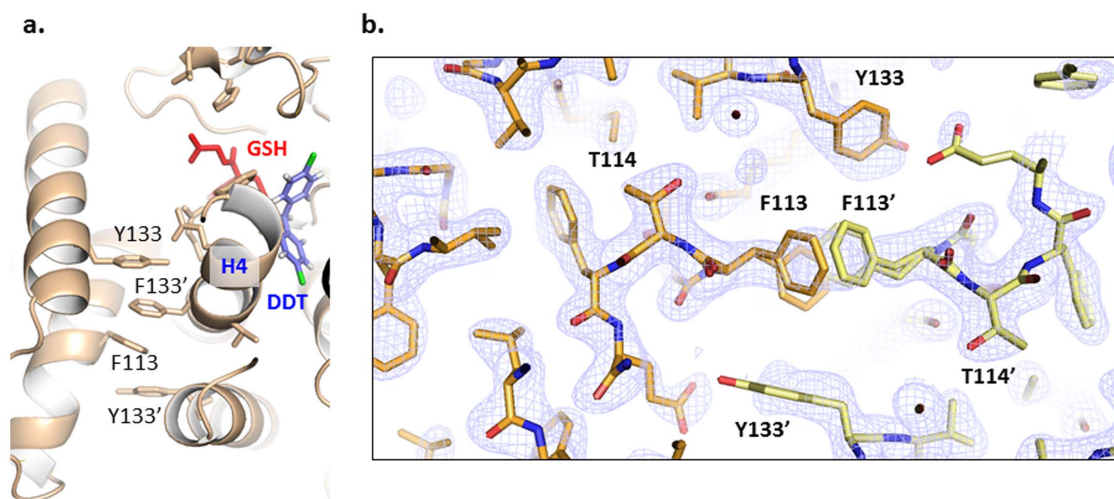 a.
GSH
Y133
H4
F133’
DDT
F113
Y133’
b.
Y133
T114
F113 F113’
T114’
Y133’